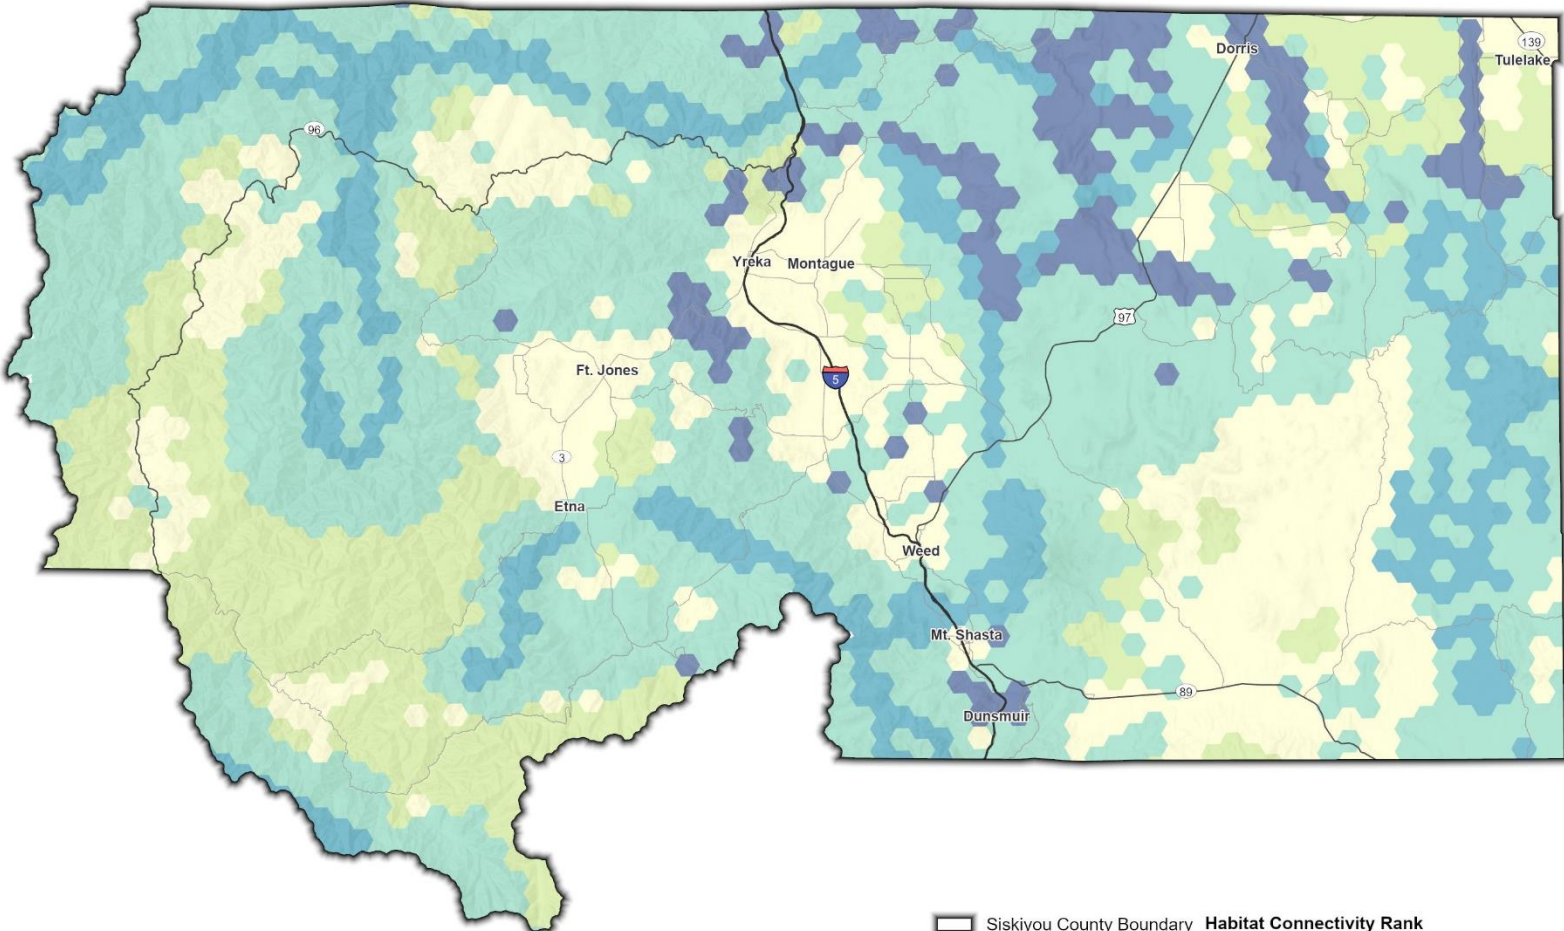 Dorris
139
Tulelake
96
Yreka
Montague
97
Ft. Jones
5
3
Etna
Weed
Mt. Shasta
89
Dunsmuir
Siskiyou County Boundary Habitat Connectivity Rank